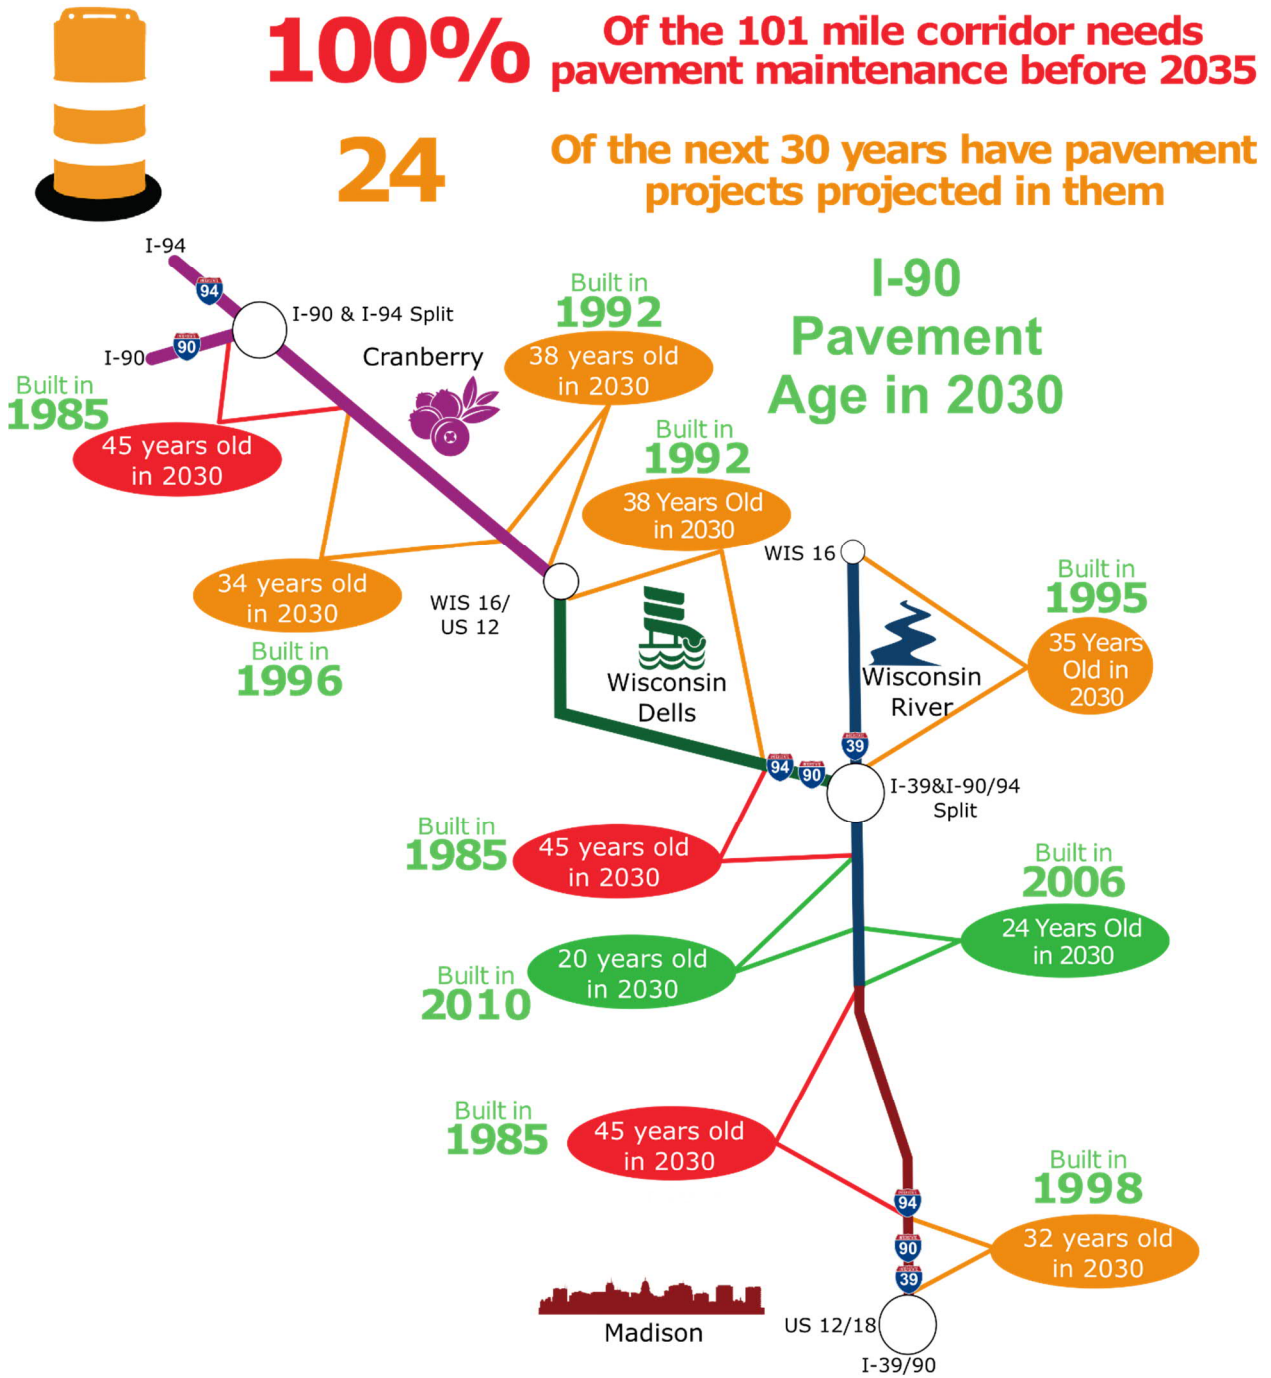 100%
Of the 101 mile corridor needs
pavement maintenance before 2035
24
Of the next 30 years have pavement
projects projected in them
I-90
Pavement
Age in 2030
I-94
94
I-90 & I-94 Split
I-90
90
Cranberry
Built in
1992
38 years old
in 2030
Built in
1985
45 years old
in 2030
Built in
1992
38 Years Old
in 2030
34 years old
in 2030
Built in
1996
WIS 16/
US 12
Wisconsin
Dells
WIS 16
Wisconsin
River
Built in
1995
35 Years
Old in
2030
39
94
90
I-39&I-90/94
Split
Built in
1985
45 years old
in 2030
Built in
2006
24 Years Old
in 2030
20 years old
in 2030
Built in
2010
Built in
1985
45 years old
in 2030
Built in
1998
32 years old
in 2030
94
90
39
Madison
US 12/18
I-39/90